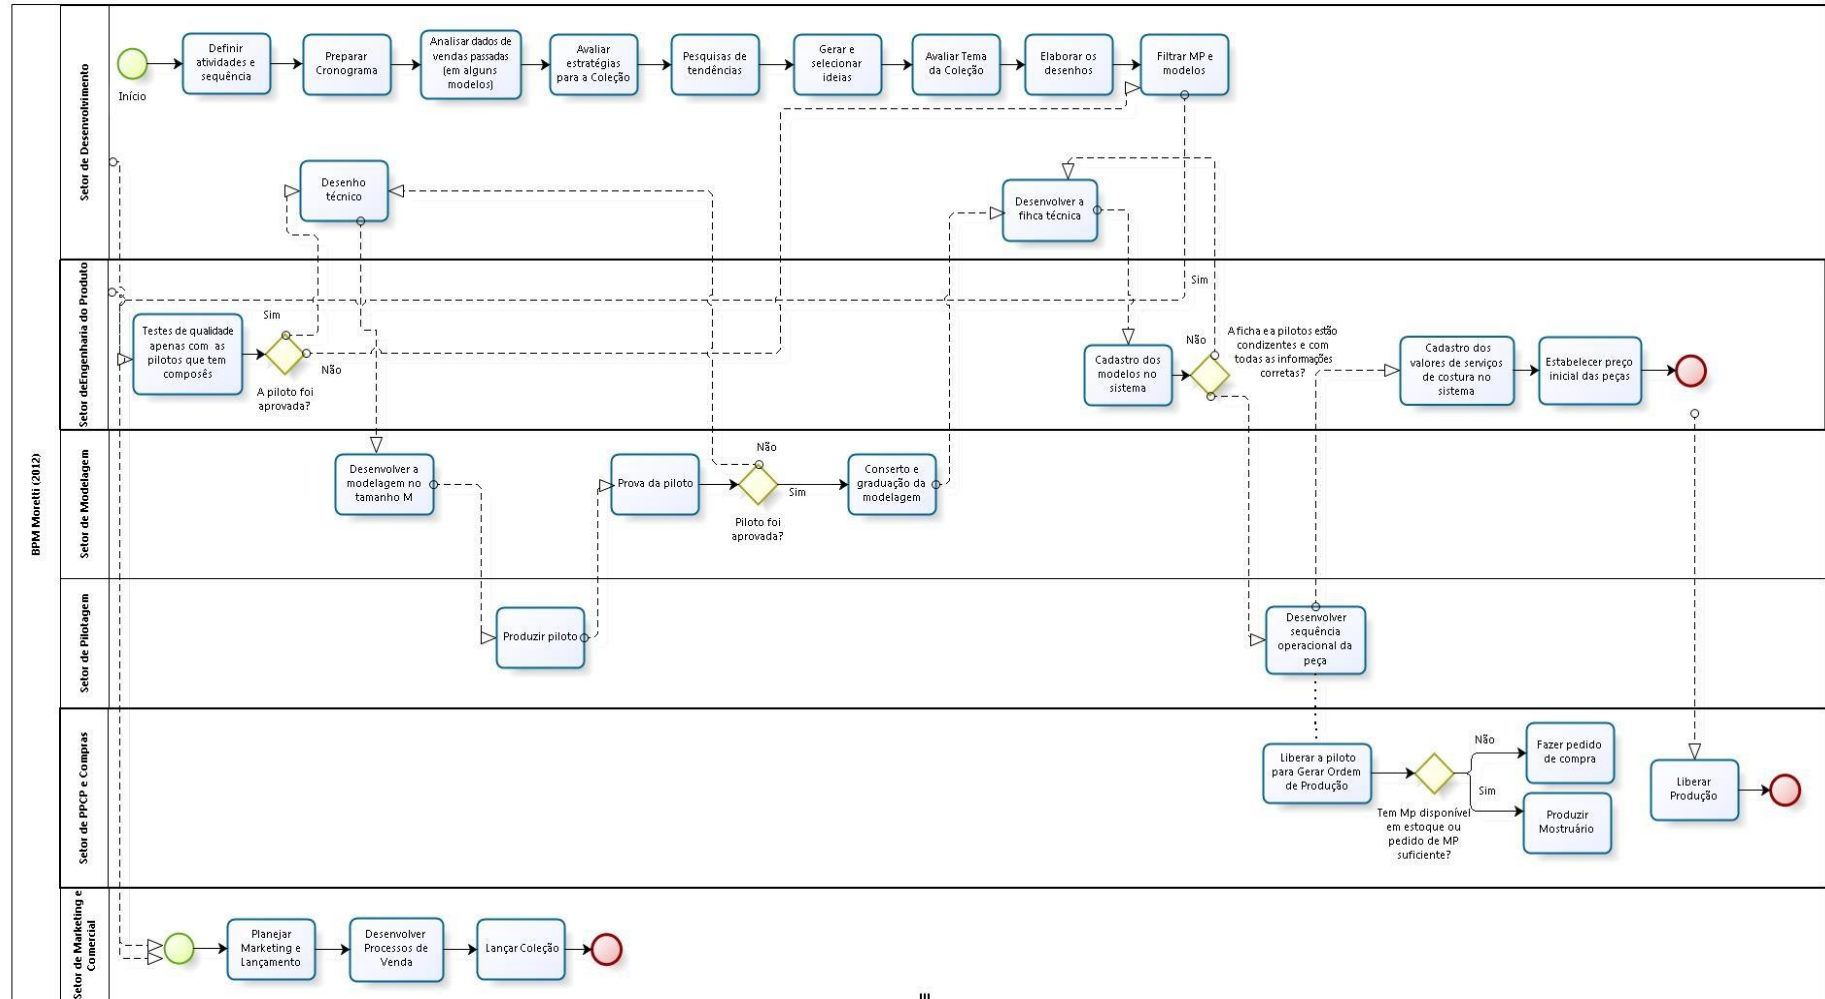 BPM Moretti (2012)
Setor de Desenvolvimento
Início
Definir
atividades e
sequência
Preparar
Cronograma
Analisar dados de
vendas passadas
(em alguns
modelos)
Avaliar
estratégias
para a Coleção
Pesquisas de
tendências
Gerar e
selecionar
ideias
Avaliar Tema
da Coleção
Elaborar os
desenhos
Filtrar MP e
modelos
Desenho
técnico
Desenvolver a
fihca técnica
Setor deEngenharia do Produto
Testes de qualidade
apenas com as
pilotos que tem
composês
Sim
Não
A piloto foi
aprovada?
Cadastro dos
modelos no
sistema
Sim
Não
A ficha e a pilotos estão
condizentes e com
todas as informações
corretas?
Cadastro dos
valores de serviços
de costura no
sistema
Estabelecer preço
inicial das peças
Setor de Modelagem
Desenvolver a
modelagem no
tamanho M
Prova da piloto
Não
Sim
Piloto foi
aprovada?
Conserto e
graduação da
modelagem
Setor de Pilotagem
Produzir piloto
Desenvolver
sequência
operacional da
peça
Setor de PPCP e Compras
Liberar a piloto
para Gerar Ordem
de Produção
Tem Mp disponível
em estoque ou
pedido de MP
suficiente?
Não
Sim
Fazer pedido
de compra
Produzir
Mostruário
Liberar
Produção
Setor de Marketing e
Comercial
Planejar
Marketing e
Lançamento
Desenvolver
Processos de
Venda
Lançar Coleção